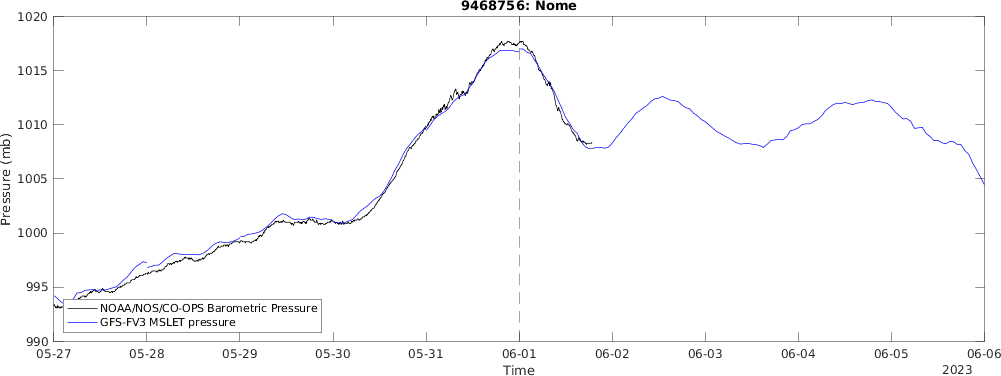 9468756: Nome
1020
1015
1010
1005
1000
995
990
Pressure (mb)
NOAA/NOS/CO-OPS Barometric Pressure
GFS-FV3 MSLET pressure
05-27 05-28 05-29 05-30 05-31 06-01 06-02 06-03 06-04 06-05 06-06
Time
2023